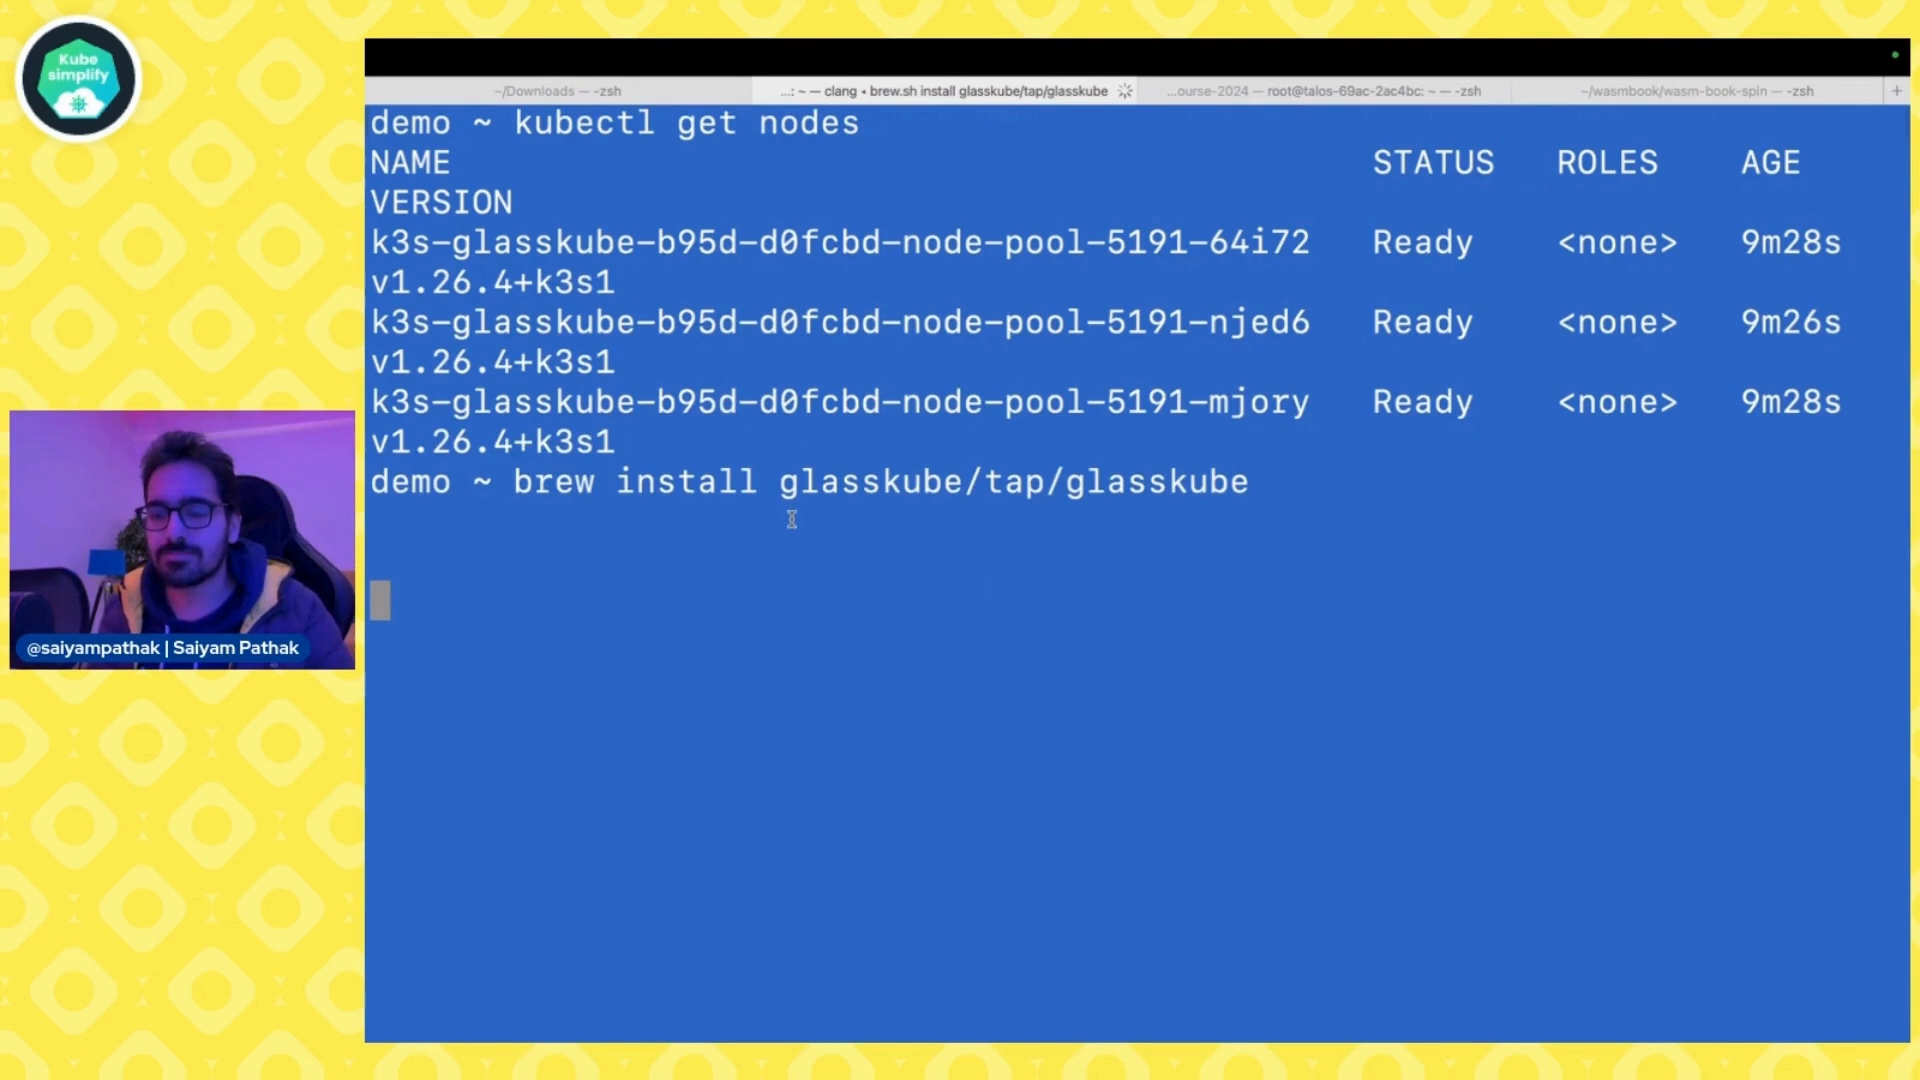 Kube
simplify
~/Downloads — -zsh
...: ~ — clang • brew.sh install glasskube/tap/glasskube
...ourse-2024 — root@talos-69ac-2ac4bc: ~ — -zsh
~/wasmbook/wasm-book-spin — -zsh
+
demo ~ kubectl get nodes
NAME STATUS ROLES AGE
VERSION
k3s-glasskube-b95d-d0fcbd-node-pool-5191-64i72 Ready <none> 9m28s
v1.26.4+k3s1
k3s-glasskube-b95d-d0fcbd-node-pool-5191-njed6 Ready <none> 9m26s
v1.26.4+k3s1
k3s-glasskube-b95d-d0fcbd-node-pool-5191-mjory Ready <none> 9m28s
v1.26.4+k3s1
demo ~ brew install glasskube/tap/glasskube
@saiyampathak | Saiyam Pathak